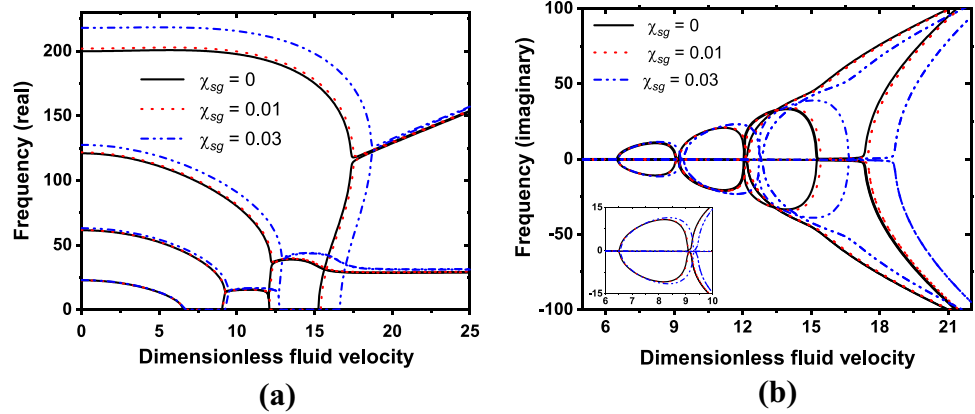 Frequency (real)
200
150
100
50
0
χsg = 0
χsg = 0.01
χsg = 0.03
0 5 10 15 20 25
Dimensionless fluid velocity
(a)
Frequency (imaginary)
100
50
0
-50
-100
χsg = 0
χsg = 0.01
χsg = 0.03
15
0
-15
6 7 8 9 10
6 9 12 15 18 21
Dimensionless fluid velocity
(b)